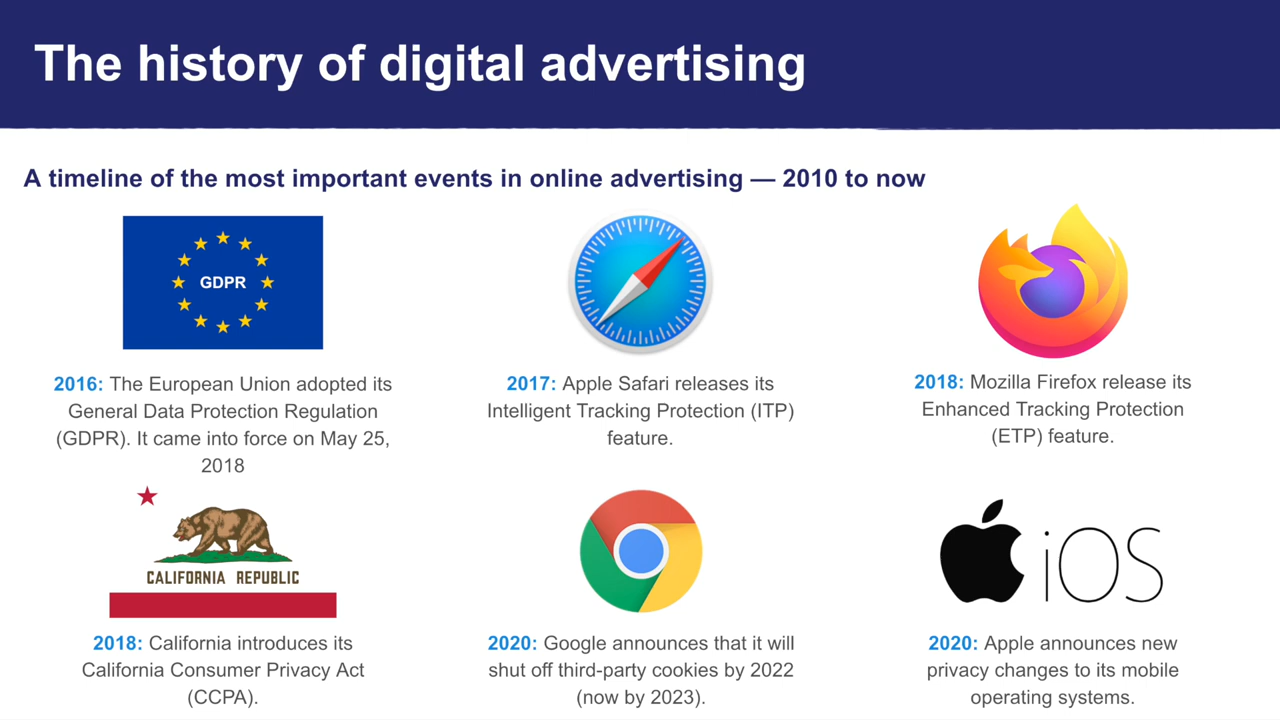 The history of digital advertising
A timeline of the most important events in online advertising — 2010 to now
GDPR
2016: The European Union adopted its
General Data Protection Regulation
(GDPR). It came into force on May 25,
2018
2017: Apple Safari releases its
Intelligent Tracking Protection (ITP)
feature.
2018: Mozilla Firefox release its
Enhanced Tracking Protection
(ETP) feature.
CALIFORNIA REPUBLIC
2018: California introduces its
California Consumer Privacy Act
(CCPA).
2020: Google announces that it will
shut off third-party cookies by 2022
(now by 2023).
iOS
2020: Apple announces new
privacy changes to its mobile
operating systems.